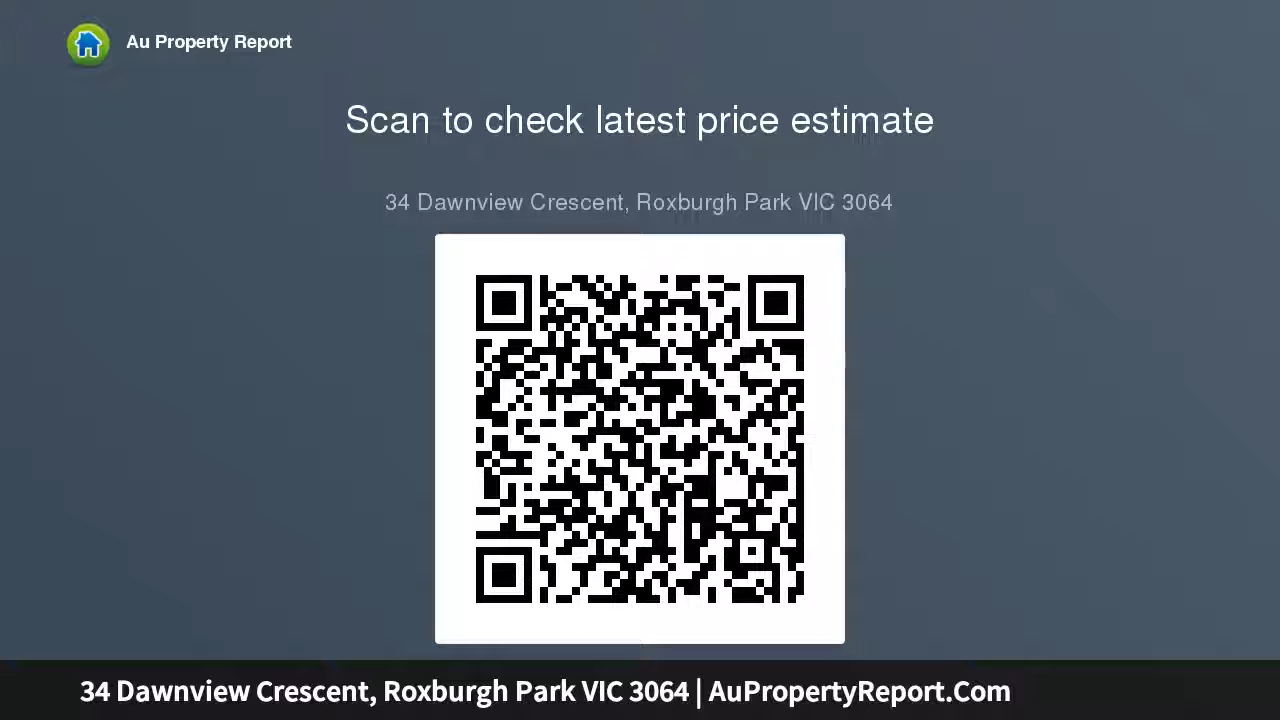 Au Property Report
Scan to check latest price estimate
34 Dawnview Crescent, Roxburgh Park VIC 3064
34 Dawnview Crescent, Roxburgh Park VIC 3064 | AuPropertyReport.Com